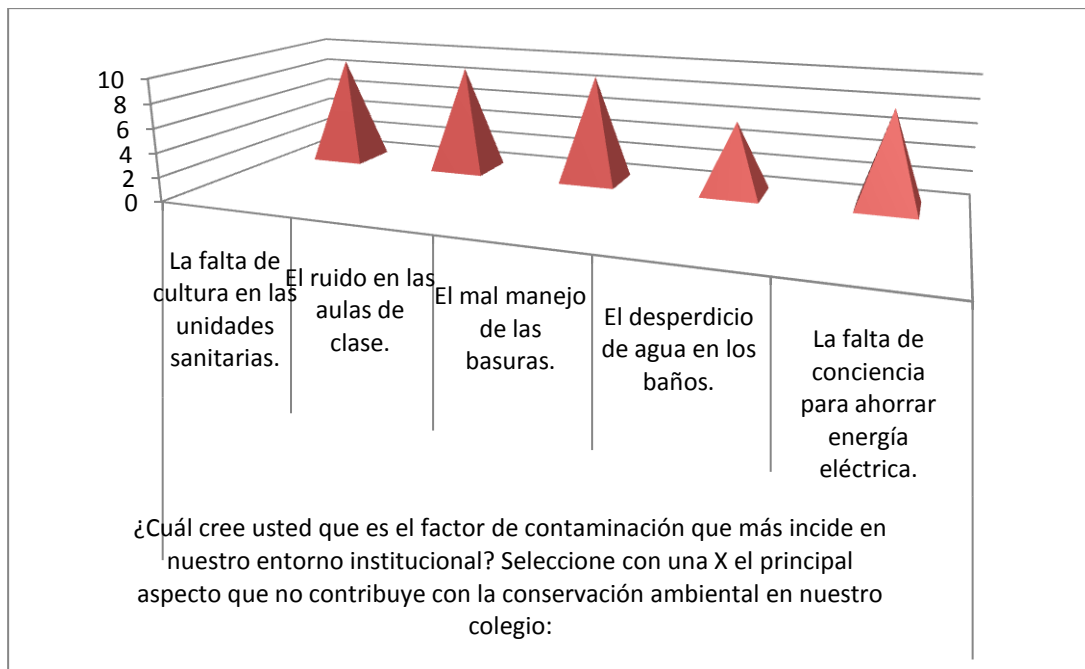 10
8
6
4
2
0
La falta de
cultura en las
unidades
sanitarias.
El ruido en las
aulas de
clase.
El mal manejo
de las
basuras.
El desperdicio
de agua en los
baños.
La falta de
conciencia
para ahorrar
energía
eléctrica.
¿Cuál cree usted que es el factor de contaminación que más incide en
nuestro entorno institucional? Seleccione con una X el principal
aspecto que no contribuye con la conservación ambiental en nuestro
colegio: